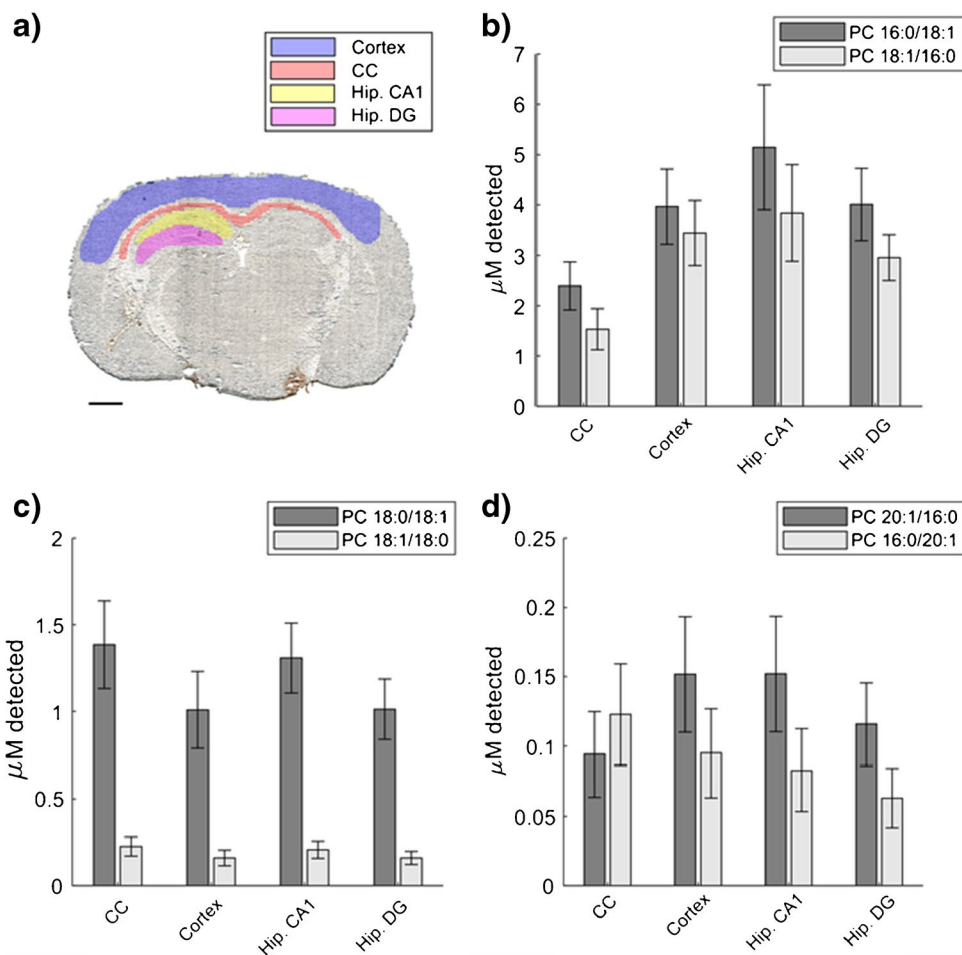 a)
Cortex
CC
Hip. CA1
Hip. DG
b)
PC 16:0/18:1
PC 18:1/16:0
7
6
5
4
3
2
1
0
μM detected
CC
Cortex
Hip. CA1
Hip. DG
c)
PC 18:0/18:1
PC 18:1/18:0
2
1.5
1
0.5
0
μM detected
CC
Cortex
Hip. CA1
Hip. DG
d)
PC 20:1/16:0
PC 16:0/20:1
0.25
0.2
0.15
0.1
0.05
0
μM detected
CC
Cortex
Hip. CA1
Hip. DG